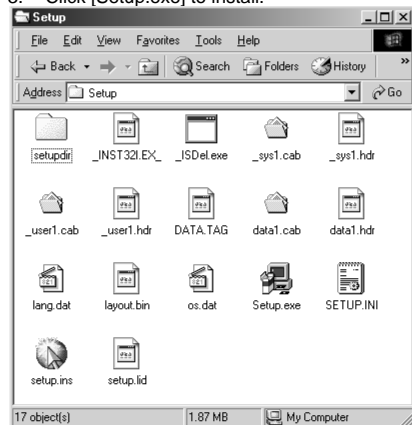 Click [Setup.exe] to install.
Setup
File Edit View Favorites Tools Help
Back Search Folders History »
Address Setup Go
setupdir _INST32I.EX_ _ISDel.exe _sys1.cab _sys1.hdr
_user1.cab _user1.hdr DATA.TAG data1.cab data1.hdr
lang.dat layout.bin os.dat Setup.exe SETUP.INI
setup.ins setup.lid
17 object(s) 1.87 MB My Computer